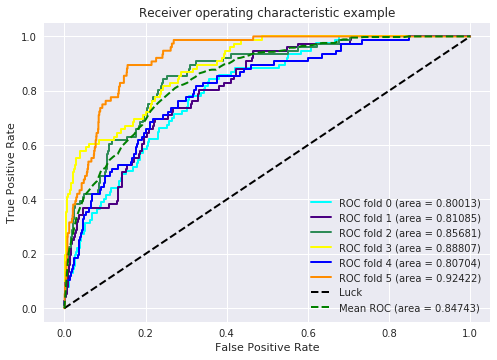 Receiver operating characteristic example
True Positive Rate
1.0
0.8
0.6
0.4
0.2
0.0
ROC fold 0 (area = 0.80013)
ROC fold 1 (area = 0.81085)
ROC fold 2 (area = 0.85681)
ROC fold 3 (area = 0.88807)
ROC fold 4 (area = 0.80704)
ROC fold 5 (area = 0.92422)
Luck
Mean ROC (area = 0.84743)
0.0 0.2 0.4 0.6 0.8 1.0
False Positive Rate